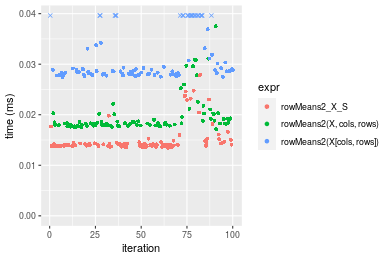 0.04
0.03
0.02
0.01
0.00
time (ms)
0
25
50
75
100
iteration
expr
rowMeans2_X_S
rowMeans2(X, cols, rows)
rowMeans2(X[cols, rows])